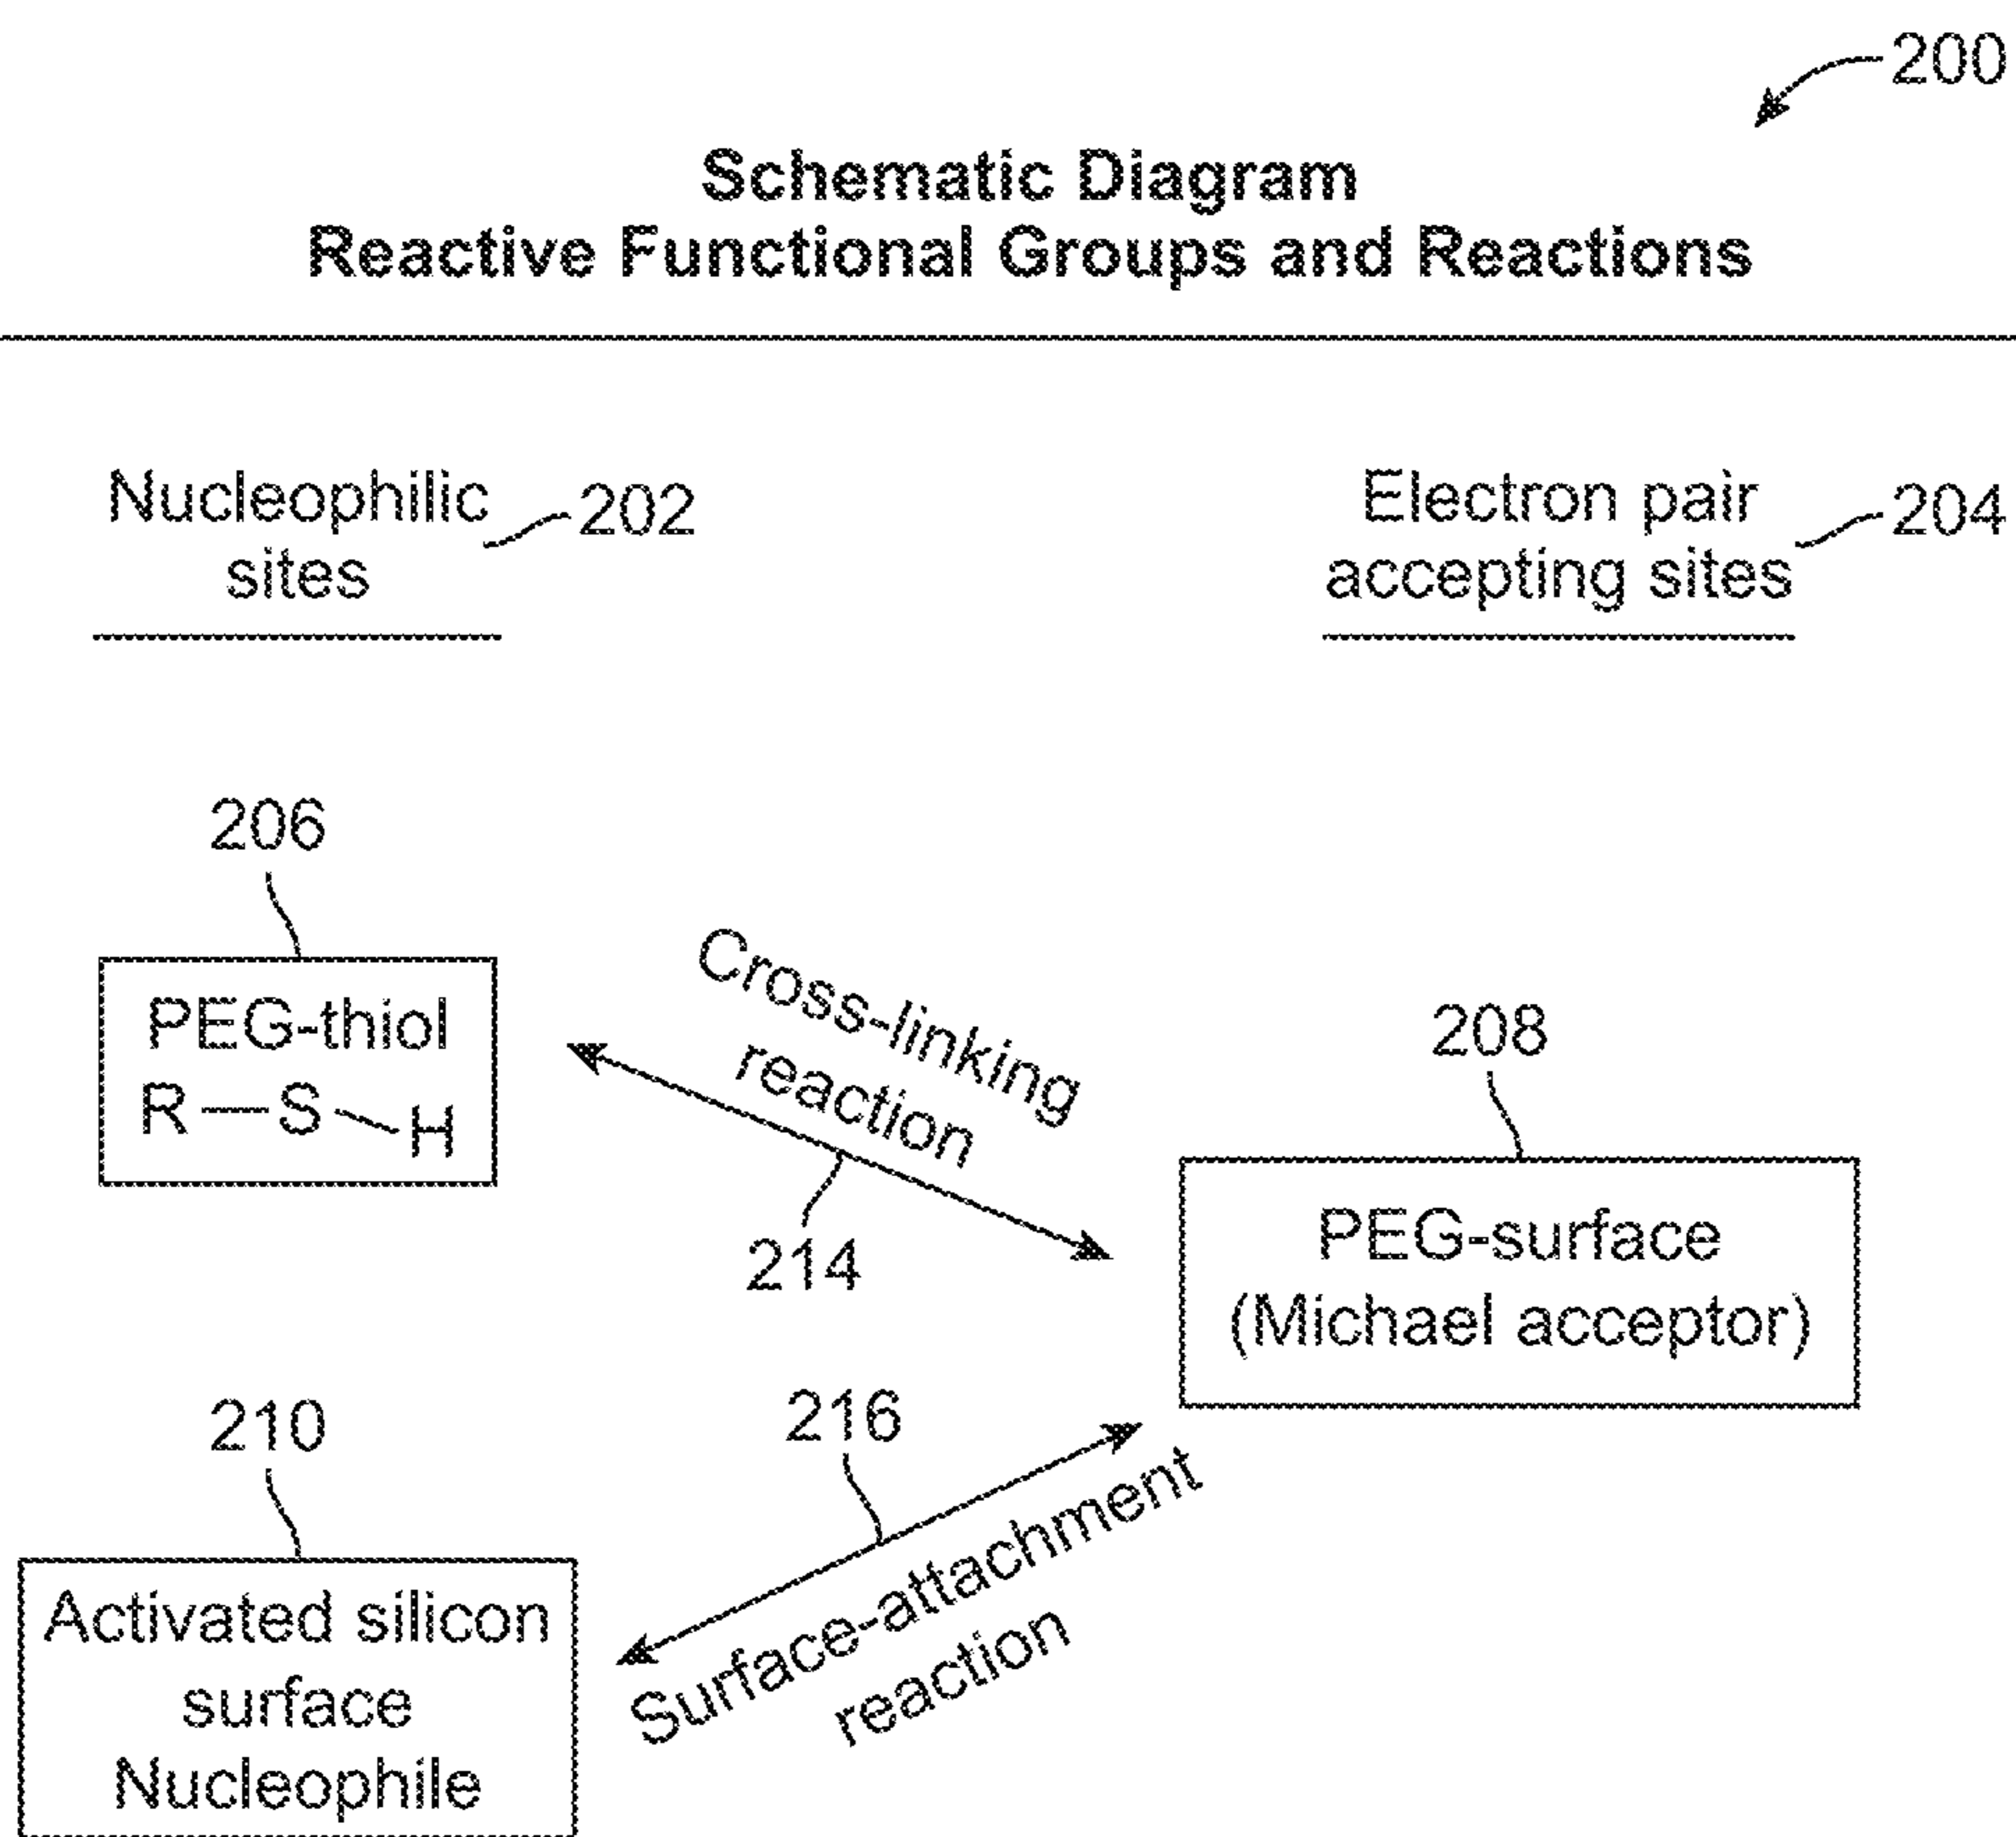 200
Schematic Diagram
Reactive Functional Groups and Reactions
Nucleophilic
sites
202
Electron pair
accepting sites
204
206
PEG-thiol
R—S—H
Cross-linking
reaction
214
208
PEG-surface
(Michael acceptor)
210
Activated silicon
surface
Nucleophile
216
Surface-attachment
reaction